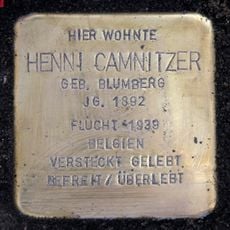 HIER WOHNTE
HENNI CAMNITZER
GEB. BLUMBERG
JG. 1892
FLUCHT 1939
BELGIEN
VERSTECKT GELEBT
BEFREIT / ÜBERLEBT